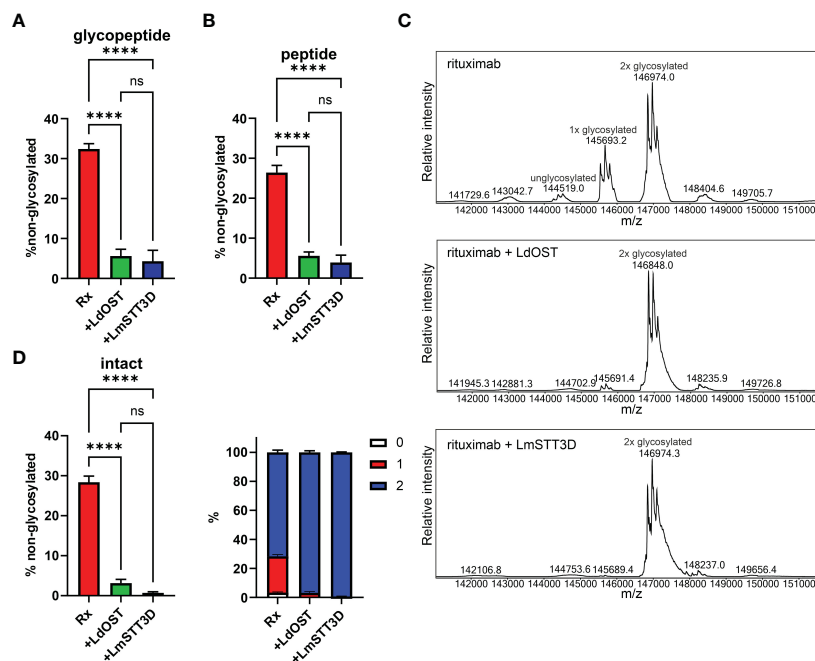 A
glycopeptide
****
ns
****
40
30
20
10
0
%non-glycosylated
Rx
+LdOST
+LmSTT3D
B
peptide
****
ns
****
40
30
20
10
0
% non-glycosylated
Rx
+LdOST
+LmSTT3D
C
rituximab
2x glycosylated
146974.0
1x glycosylated
145693.2
unglycosylated
144519.0
141729.6
143042.7
148404.6
149705.7
Relative intensity
142000 143000 144000 145000 146000 147000 148000 149000 150000 15100
m/z
rituximab + LdOST
2x glycosylated
146848.0
141945.3
142881.3
144702.9
145691.4
148235.9
149726.8
Relative intensity
142000 143000 144000 145000 146000 147000 148000 149000 150000 15100
m/z
rituximab + LmSTT3D
2x glycosylated
146974.3
142106.8
144753.6
145689.4
148237.0
149656.4
Relative intensity
142000 143000 144000 145000 146000 147000 148000 149000 150000 15100
m/z
D
intact
****
ns
****
40
30
20
10
0
% non-glycosylated
Rx
+LdOST
+LmSTT3D
100
80
60
40
20
0
%
Rx
+LdOST
+LmSTT3D
0
1
2